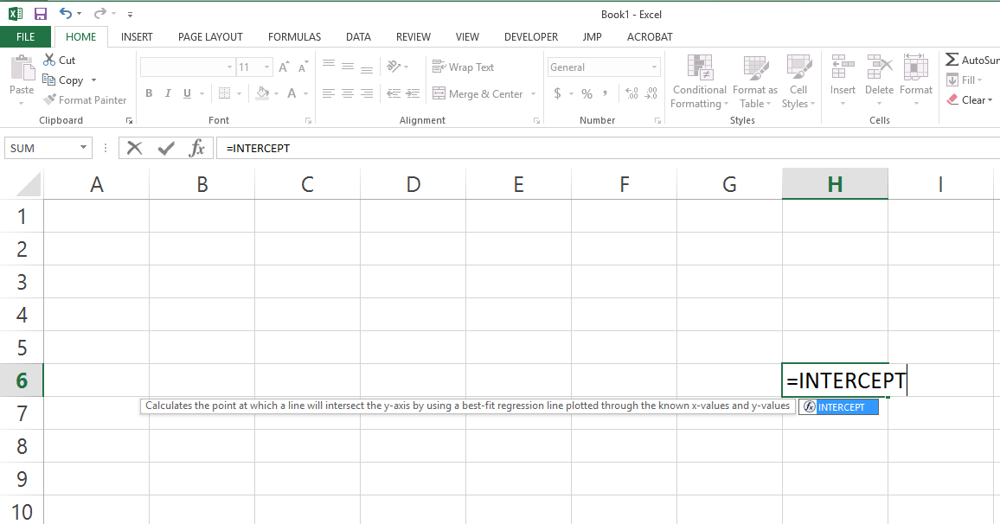 Book1 - Excel
FILE HOME INSERT PAGE LAYOUT FORMULAS DATA REVIEW VIEW DEVELOPER JMP ACROBAT
Paste
Cut
Copy
Format Painter
Clipboard
11 A A
B I U A
Font
Wrap Text
Merge & Center
Alignment
General
$ % ,
Number
Conditional Formatting
Format as Table
Cell Styles
Styles
Insert Delete Format
Cells
Σ AutoSum
Fill
Clear
SUM fx =INTERCEPT
A B C D E F G H I
1
2
3
4
5
6 =INTERCEPT
7 Calculates the point at which a line will intersect the y-axis by using a best-fit regression line plotted through the known x-values and y-values fx INTERCEPT
8
9
10